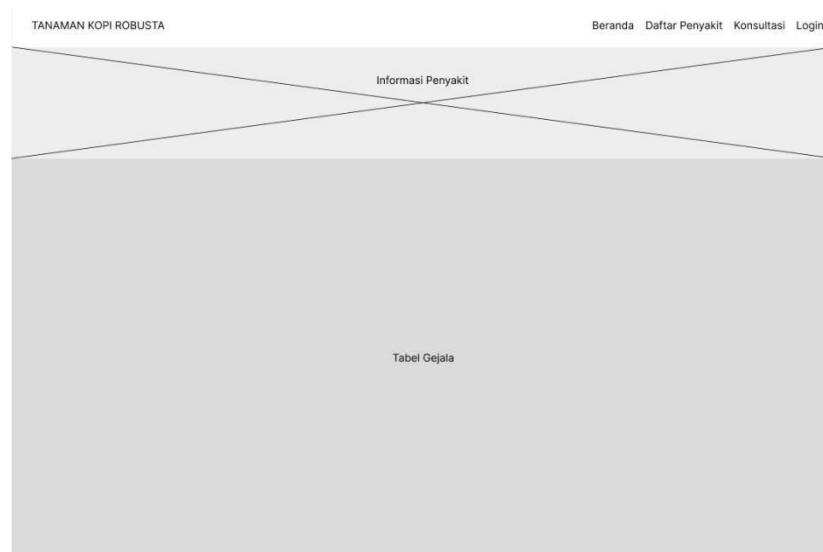 TANAMAN KOPI ROBUSTA Beranda Daftar Penyakit Konsultasi Login
Informasi Penyakit
Tabel Gejala